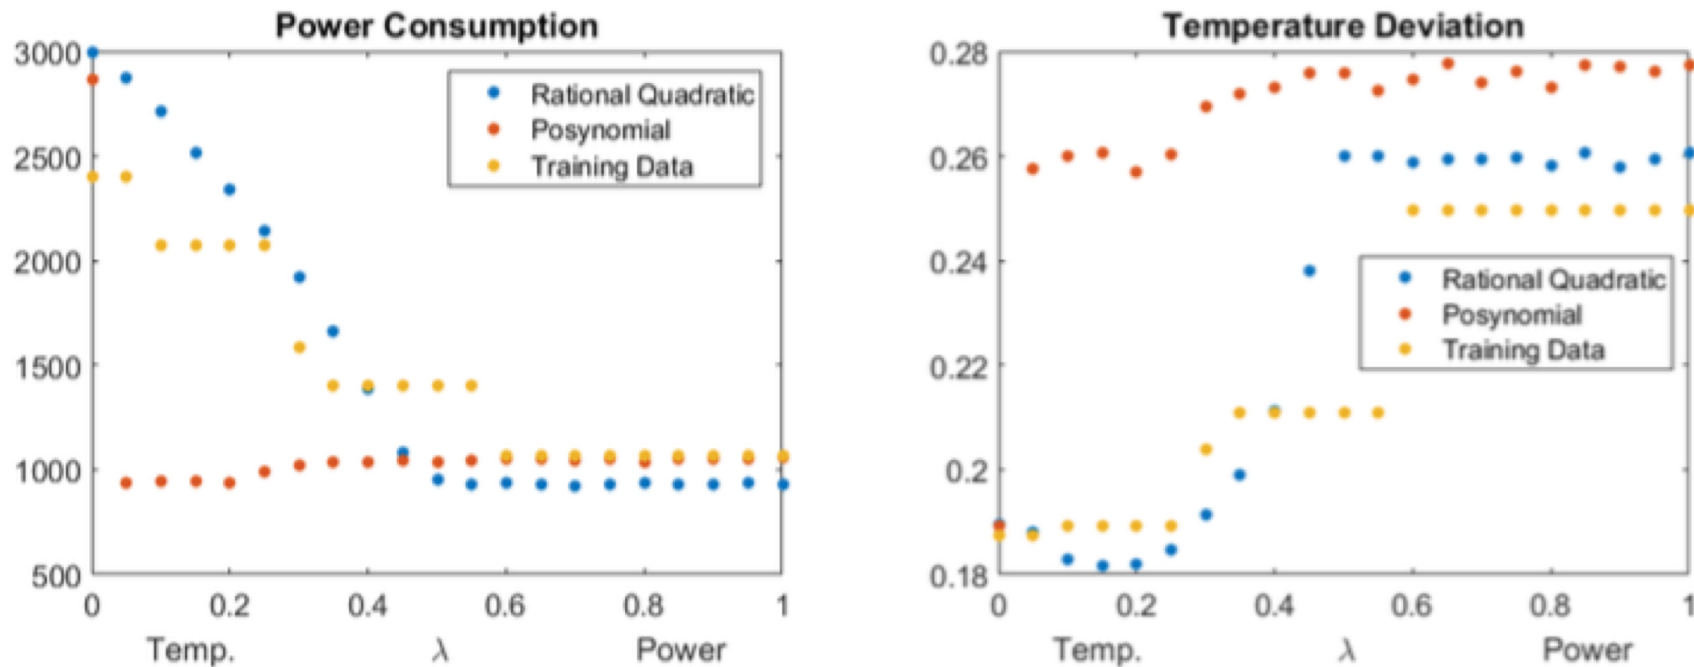 Power Consumption
3000
2500
2000
1500
1000
500
0
0.2
0.4
0.6
0.8
1
Temp.
λ
Power
Rational Quadratic
Posynomial
Training Data
Temperature Deviation
0.28
0.26
0.24
0.22
0.2
0.18
0
0.2
0.4
0.6
0.8
1
Temp.
λ
Power
Rational Quadratic
Posynomial
Training Data